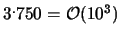 3·750 = 𝒪(10³)